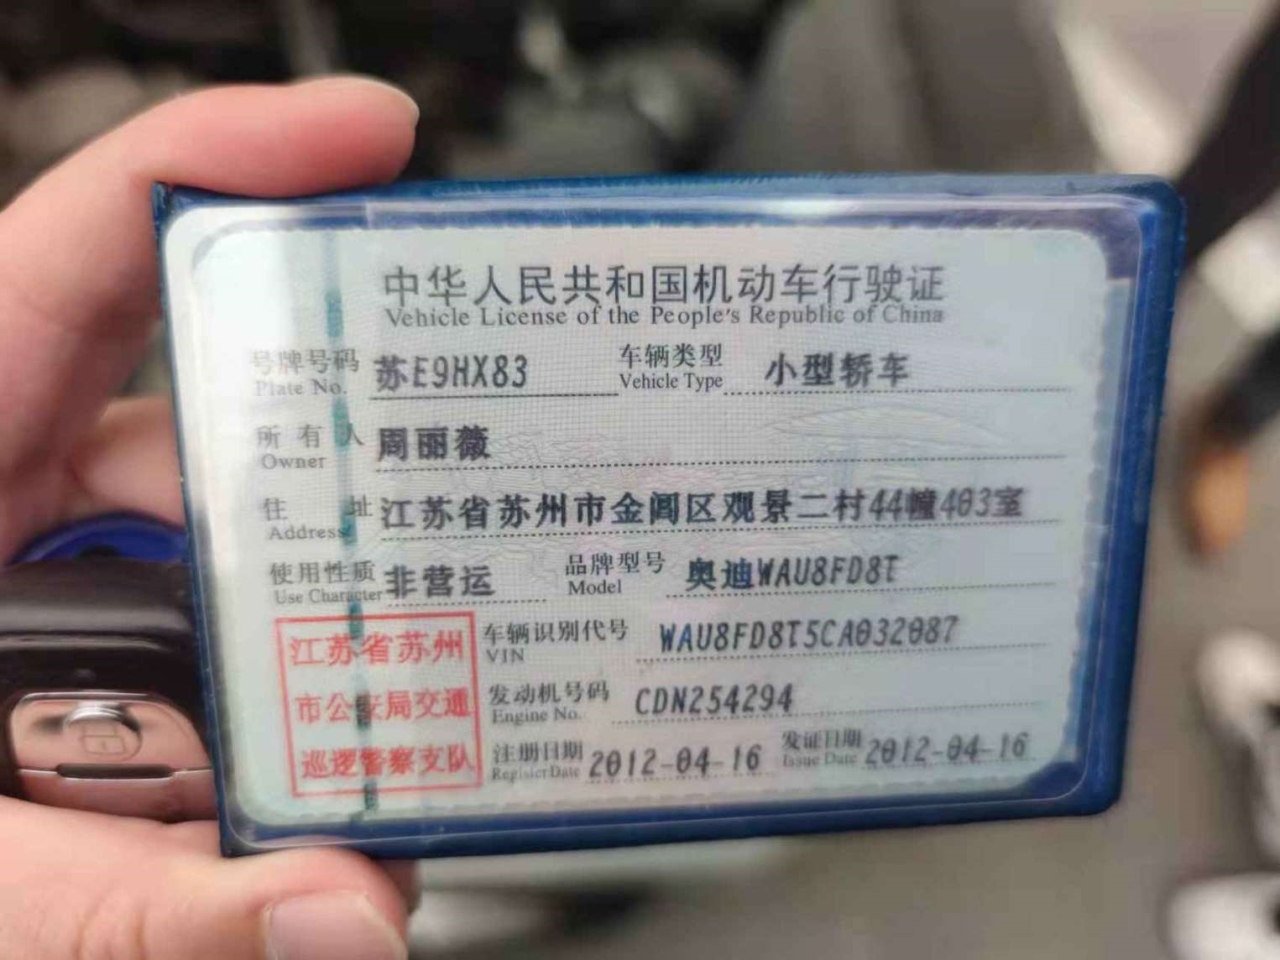 中华人民共和国机动车行驶证
Vehicle License of the People's Republic of China
号牌号码 苏E9HX83 车辆类型 小型轿车
Plate No. Vehicle Type
所有人 周丽薇
Owner
住址 江苏省苏州市金阊区观景二村44幢403室
Address
使用性质 非营运 品牌型号 奥迪WAU8FD8T
Use Character Model
江苏省苏州
市公安局交通
巡逻警察支队
车辆识别代号 WAU8FD8T5CA032087
VIN
发动机号码 CDN254294
Engine No.
注册日期 2012-04-16 发证日期 2012-04-16
Register Date Issue Date